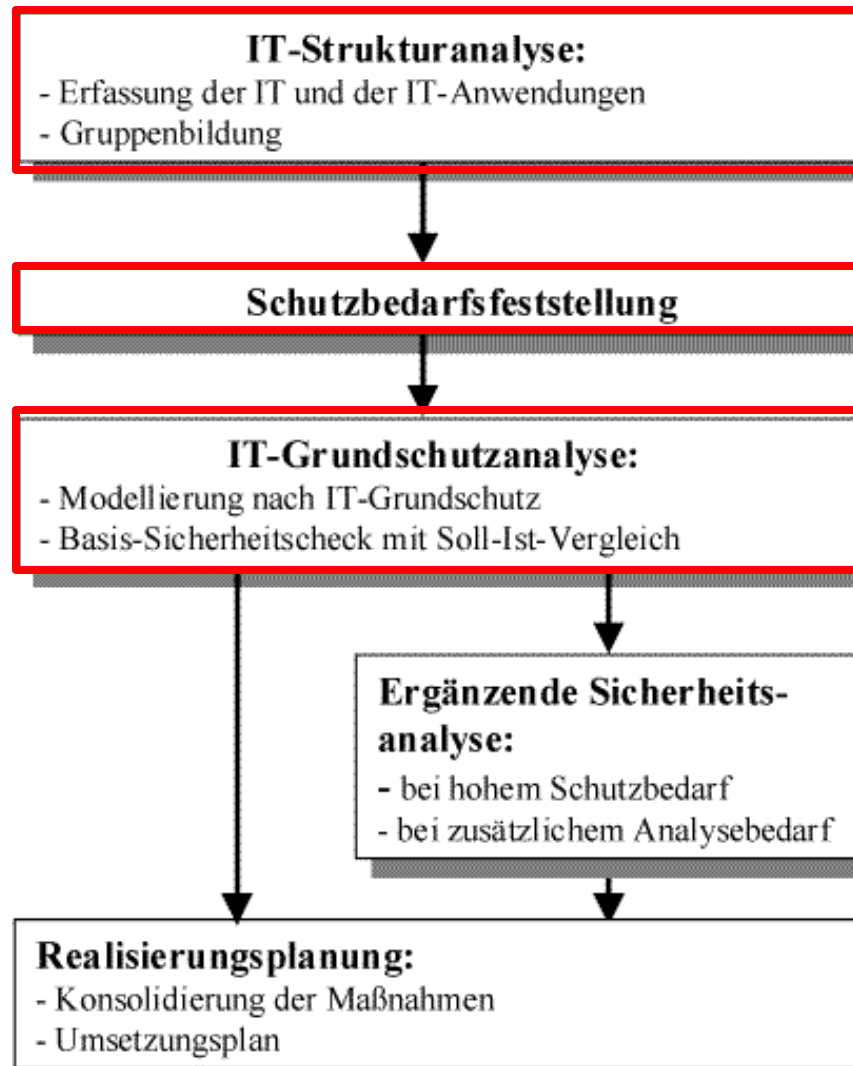 IT-Strukturanalyse:
- Erfassung der IT und der IT-Anwendungen
- Gruppenbildung
Schutzbedarfsfeststellung
IT-Grundschutzanalyse:
- Modellierung nach IT-Grundschutz
- Basis-Sicherheitscheck mit Soll-Ist-Vergleich
Ergänzende Sicherheits-
analyse:
- bei hohem Schutzbedarf
- bei zusätzlichem Analysebedarf
Realisierungsplanung:
- Konsolidierung der Maßnahmen
- Umsetzungsplan